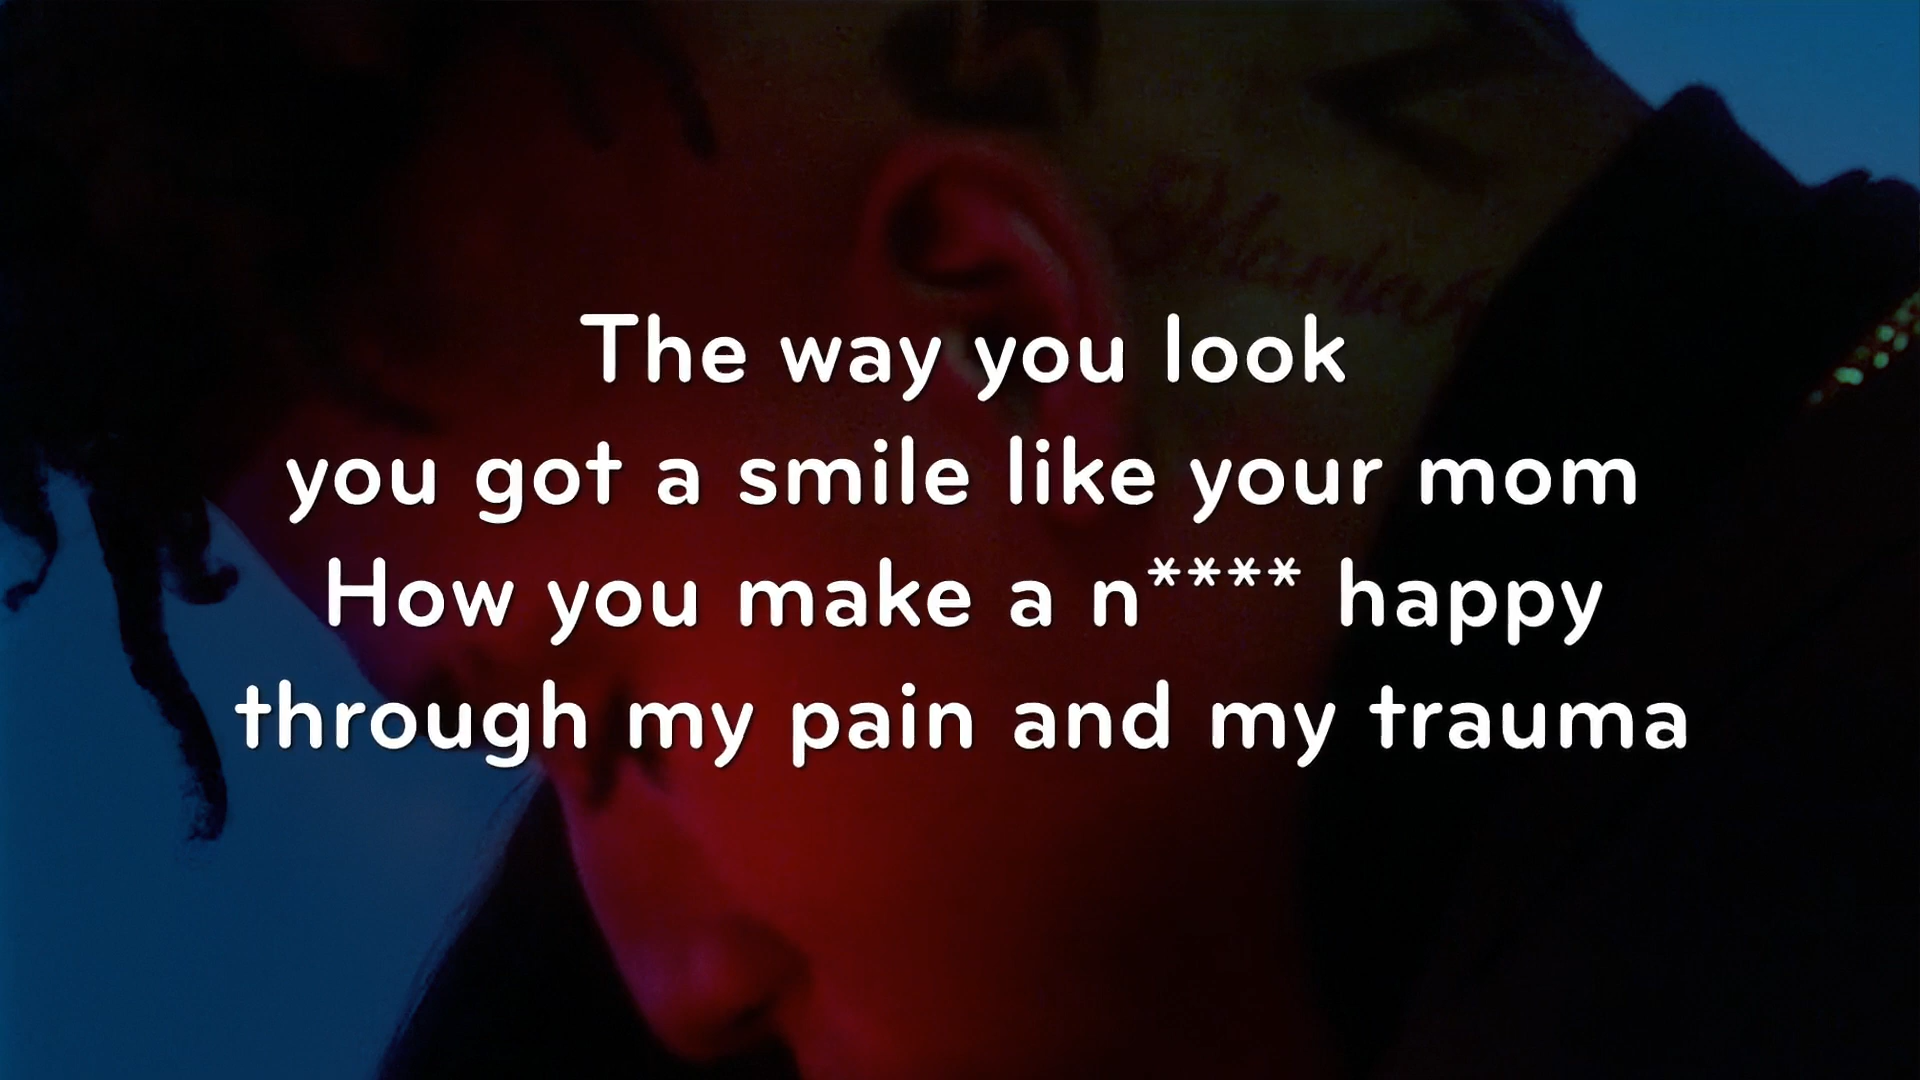 The way you look
you got a smile like your mom
How you make a n**** happy
through my pain and my trauma